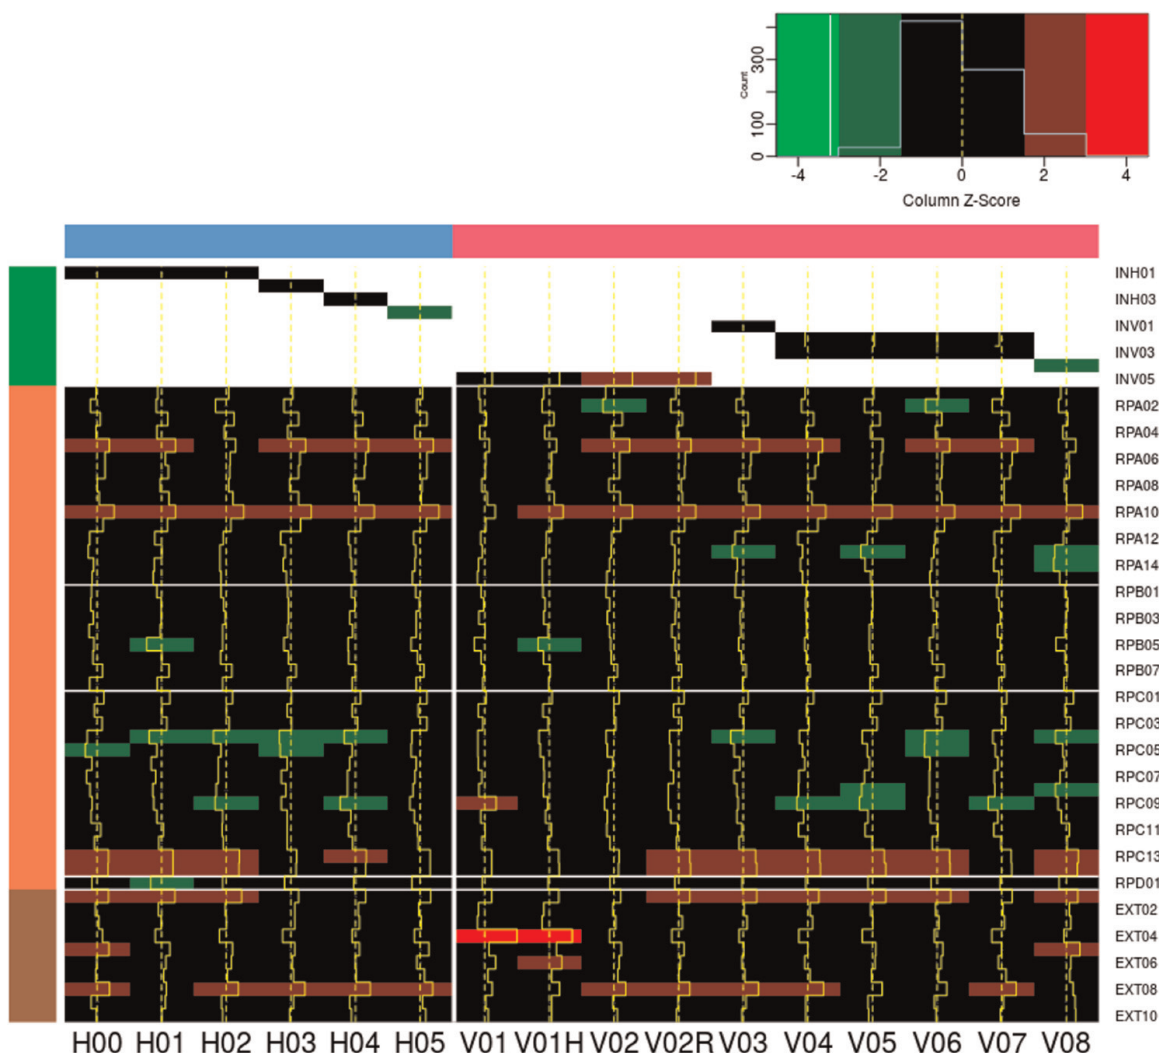 Count
0 100 300
-4 -2 0 2 4
Column Z-Score
INH01
INH03
INV01
INV03
INV05
RPA02
RPA04
RPA06
RPA08
RPA10
RPA12
RPA14
RPB01
RPB03
RPB05
RPB07
RPC01
RPC03
RPC05
RPC07
RPC09
RPC11
RPC13
RPD01
EXT02
EXT04
EXT06
EXT08
EXT10
H00 H01 H02 H03 H04 H05 V01 V01H V02 V02R V03 V04 V05 V06 V07 V08